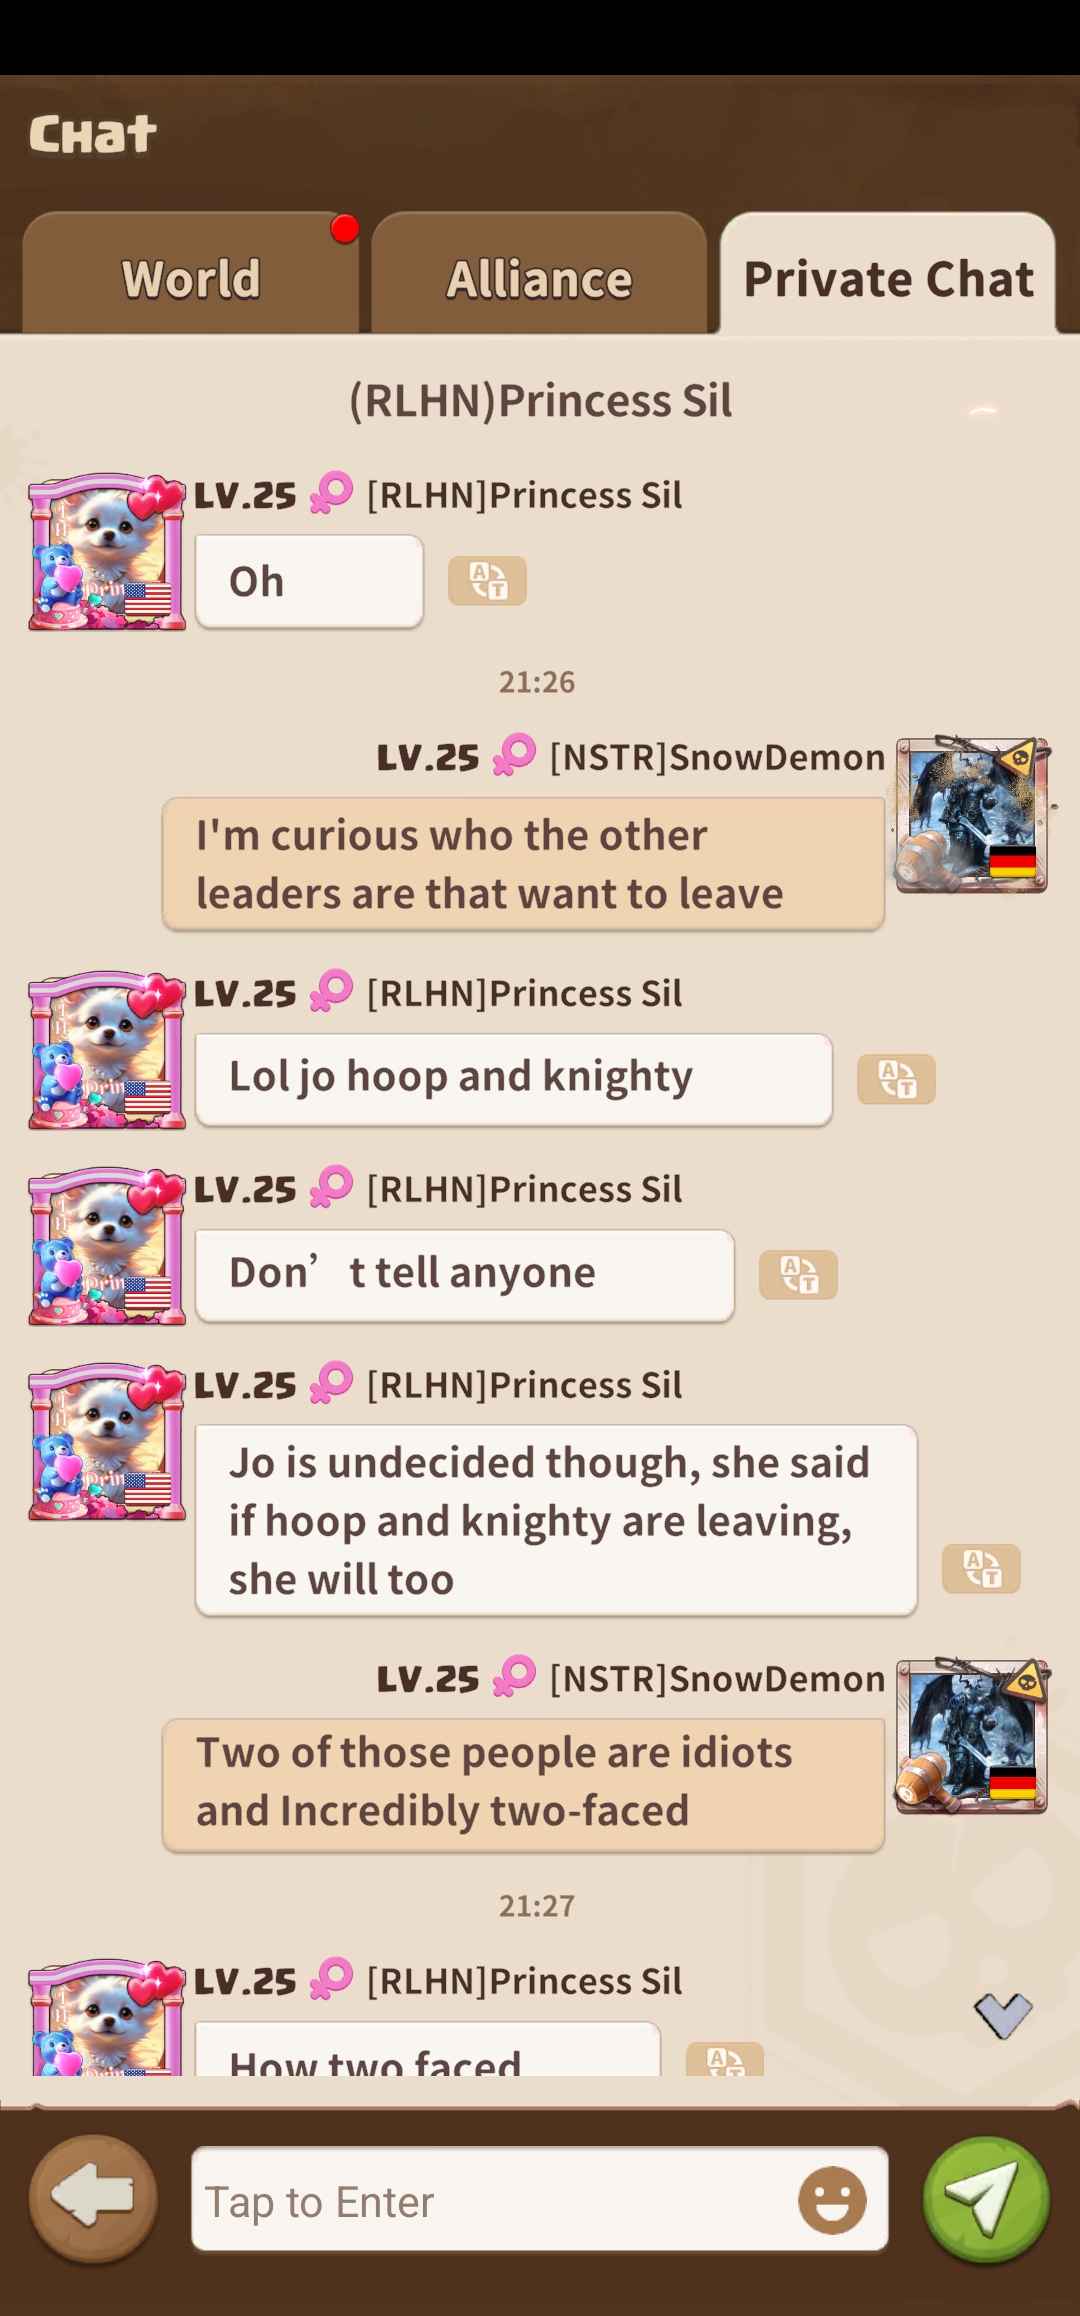 Chat
World
Alliance
Private Chat
(RLHN)Princess Sil
LV.25 [RLHN]Princess Sil
Oh
21:26
LV.25 [NSTR]SnowDemon
I'm curious who the other
leaders are that want to leave
LV.25 [RLHN]Princess Sil
Lol jo hoop and knighty
LV.25 [RLHN]Princess Sil
Don’t tell anyone
LV.25 [RLHN]Princess Sil
Jo is undecided though, she said
if hoop and knighty are leaving,
she will too
LV.25 [NSTR]SnowDemon
Two of those people are idiots
and Incredibly two-faced
21:27
LV.25 [RLHN]Princess Sil
How two faced
Tap to Enter